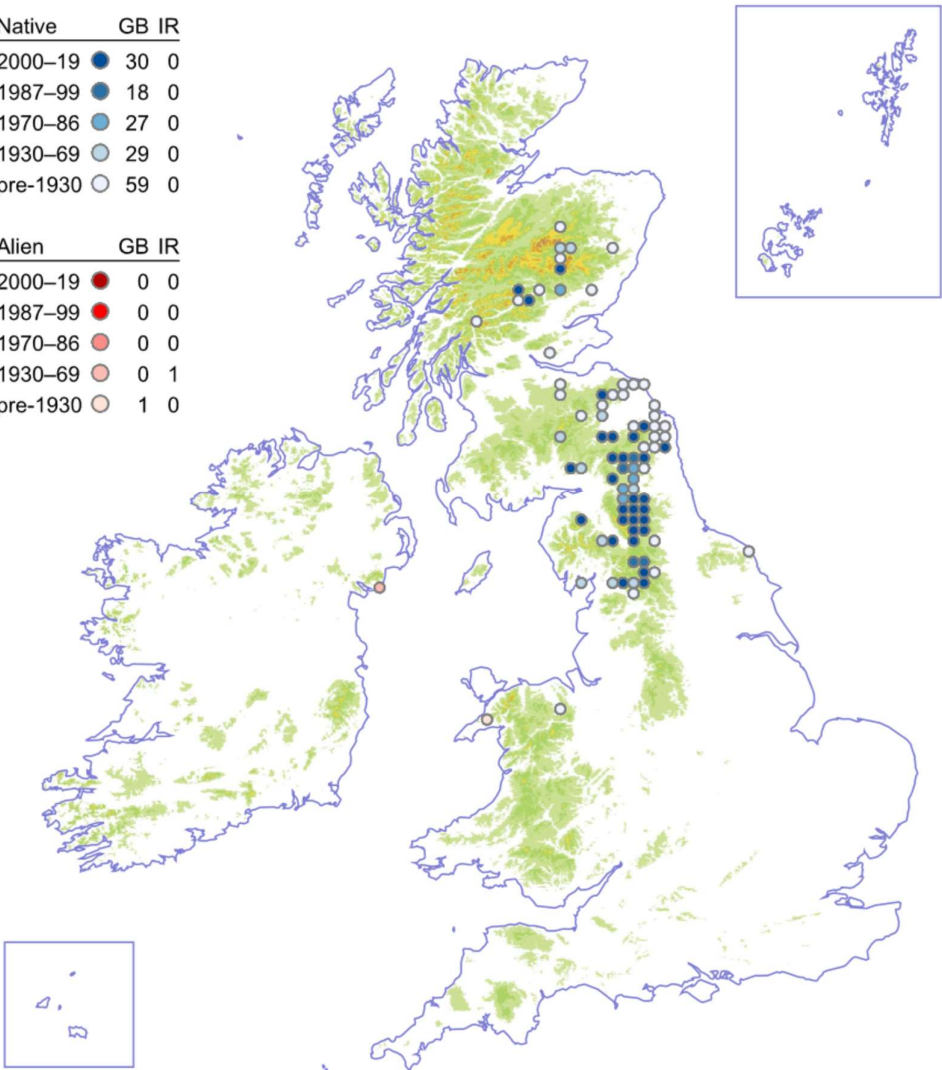 Native GB IR
2000–19 30 0
1987–99 18 0
1970–86 27 0
1930–69 29 0
pre-1930 59 0
Alien GB IR
2000–19 0 0
1987–99 0 0
1970–86 0 0
1930–69 0 1
pre-1930 1 0